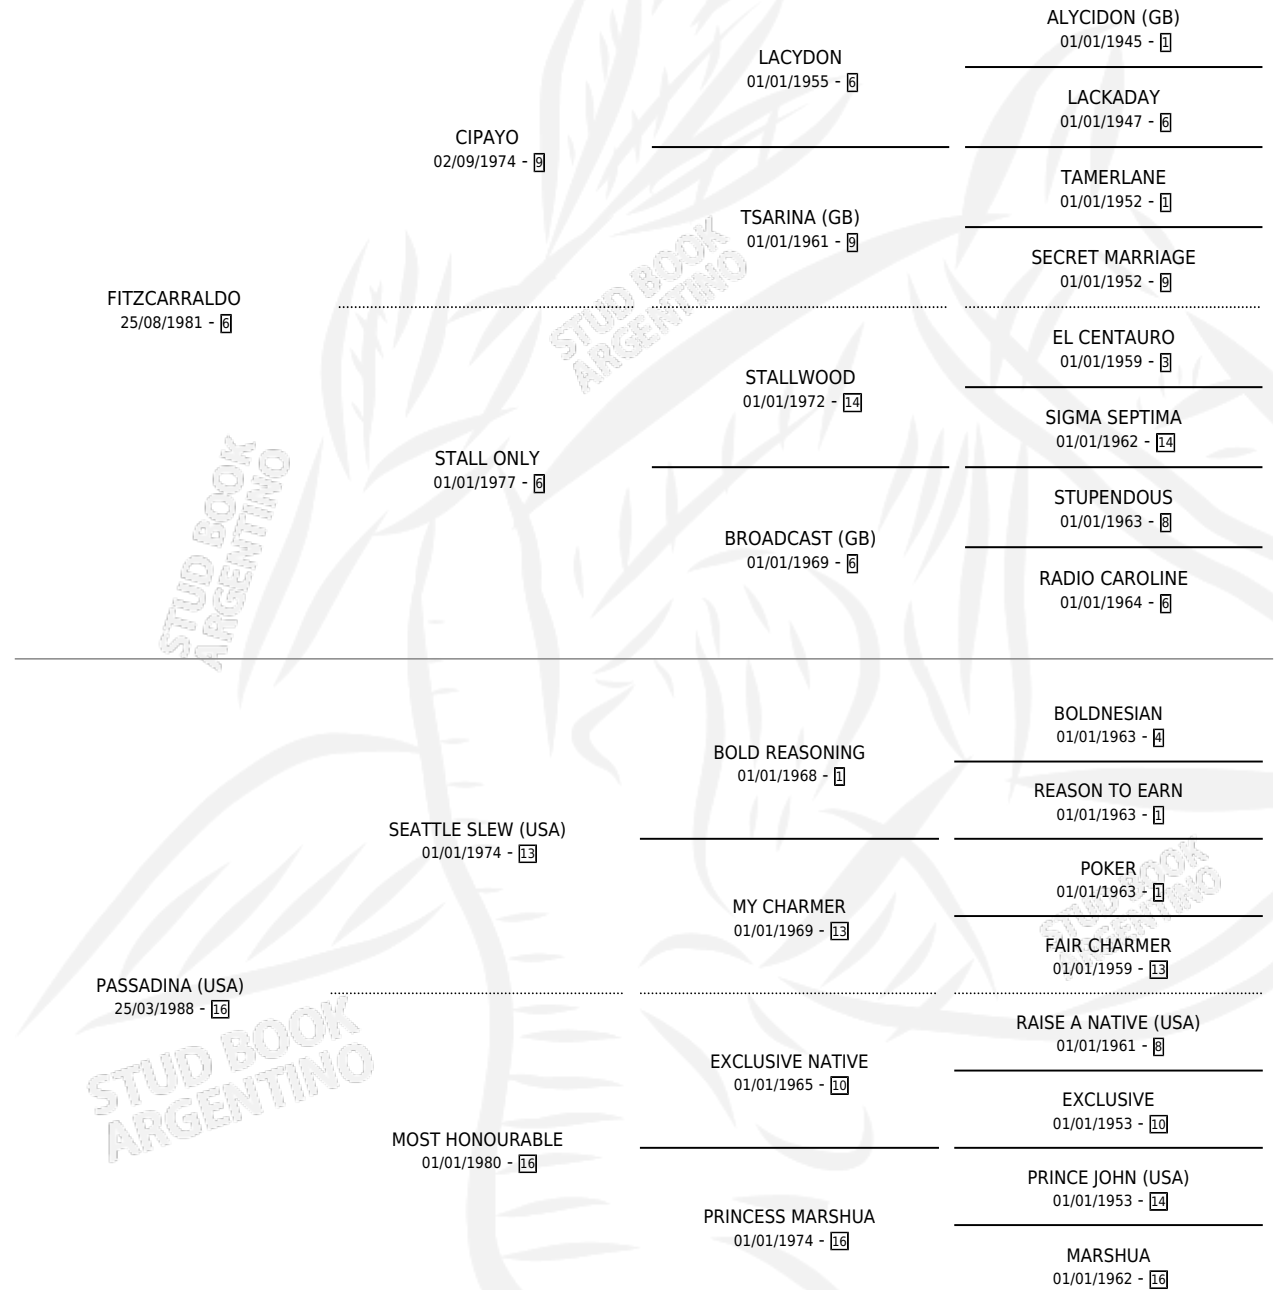 ALYCIDON (GB)
01/01/1945 - 1
LACYDON
01/01/1955 - 6
LACKADAY
01/01/1947 - 6
CIPAYO
02/09/1974 - 9
TAMERLANE
01/01/1952 - 1
TSARINA (GB)
01/01/1961 - 9
SECRET MARRIAGE
01/01/1952 - 9
FITZCARRALDO
25/08/1981 - 6
EL CENTAURO
01/01/1959 - 3
STALLWOOD
01/01/1972 - 14
SIGMA SEPTIMA
01/01/1962 - 14
STALL ONLY
01/01/1977 - 6
STUPENDOUS
01/01/1963 - 8
BROADCAST (GB)
01/01/1969 - 6
RADIO CAROLINE
01/01/1964 - 6
STUD BOOK
ARGENTINO
STUD BOOK
ARGENTINO
BOLDNESIAN
01/01/1963 - 4
BOLD REASONING
01/01/1968 - 1
REASON TO EARN
01/01/1963 - 1
SEATTLE SLEW (USA)
01/01/1974 - 13
POKER
01/01/1963 - 1
MY CHARMER
01/01/1969 - 13
FAIR CHARMER
01/01/1959 - 13
PASSADINA (USA)
25/03/1988 - 16
RAISE A NATIVE (USA)
01/01/1961 - 8
EXCLUSIVE NATIVE
01/01/1965 - 10
EXCLUSIVE
01/01/1953 - 10
MOST HONOURABLE
01/01/1980 - 16
PRINCE JOHN (USA)
01/01/1953 - 14
PRINCESS MARSHUA
01/01/1974 - 16
MARSHUA
01/01/1962 - 16
STUD BOOK
ARGENTINO
STUD BOOK
ARGENTINO